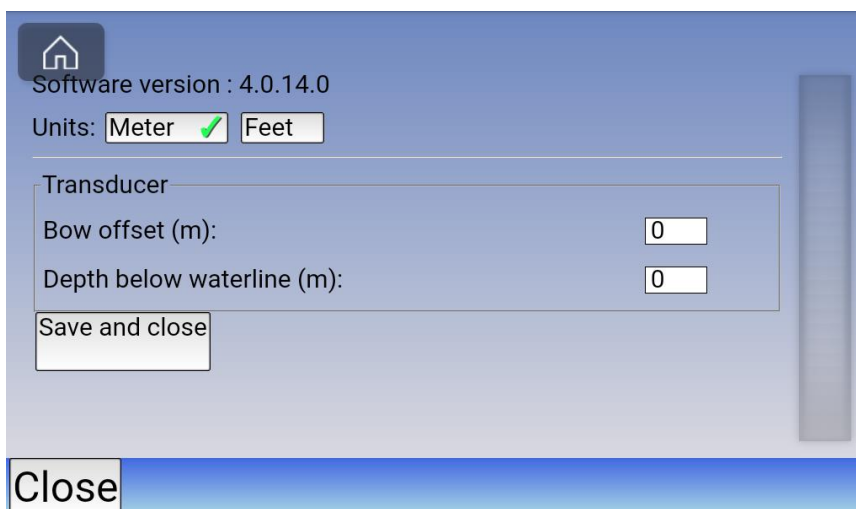 Software version : 4.0.14.0
Units: Meter Feet
Transducer
Bow offset (m): 0
Depth below waterline (m): 0
Save and close
Close